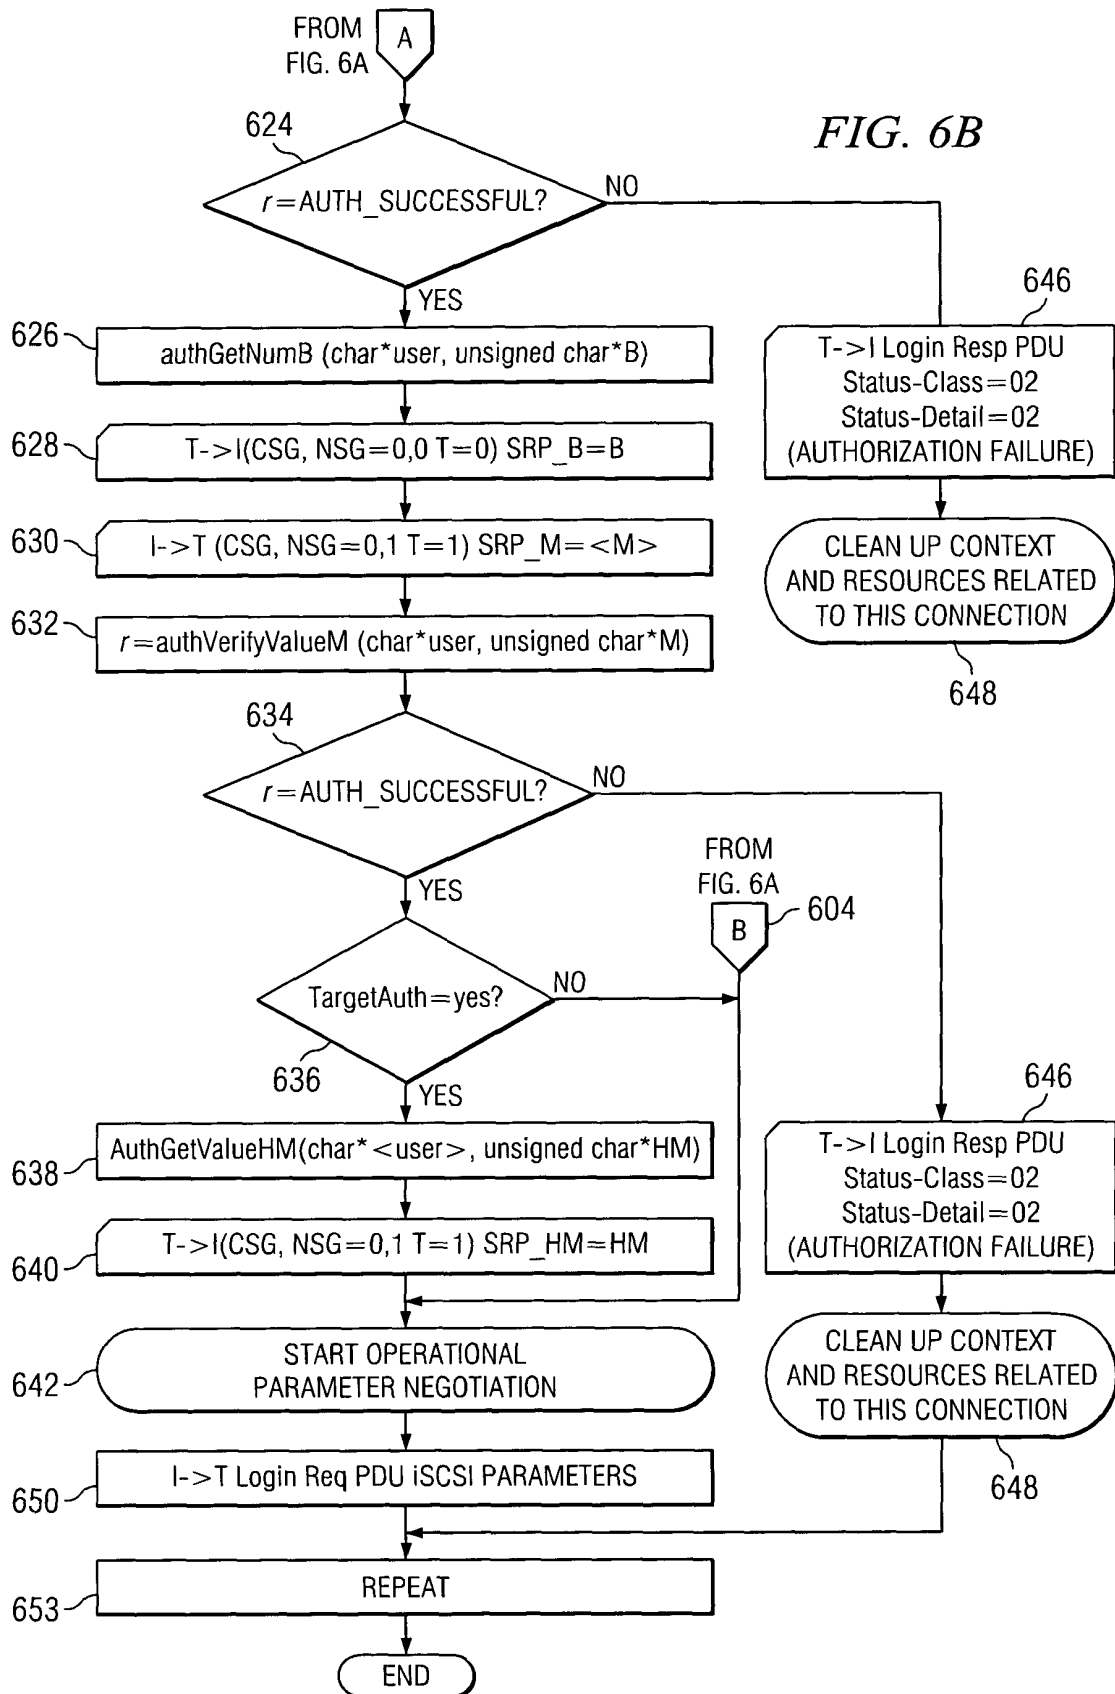 FROM
FIG. 6A
A
FIG. 6B
624
r=AUTH_SUCCESSFUL?
NO
YES
646
T->I Login Resp PDU
Status-Class=02
Status-Detail=02
(AUTHORIZATION FAILURE)
626
authGetNumB (char*user, unsigned char*B)
628
T->I(CSG, NSG=0,0 T=0) SRP_B=B
CLEAN UP CONTEXT
AND RESOURCES RELATED
TO THIS CONNECTION
648
630
I->T (CSG, NSG=0,1 T=1) SRP_M=<M>
632
r=authVerifyValueM (char*user, unsigned char*M)
634
r=AUTH_SUCCESSFUL?
NO
YES
FROM
FIG. 6A
B
604
TargetAuth=yes?
NO
636
YES
646
T->I Login Resp PDU
Status-Class=02
Status-Detail=02
(AUTHORIZATION FAILURE)
638
AuthGetValueHM(char* <user>, unsigned char*HM)
640
T->I(CSG, NSG=0,1 T=1) SRP_HM=HM
642
START OPERATIONAL
PARAMETER NEGOTIATION
CLEAN UP CONTEXT
AND RESOURCES RELATED
TO THIS CONNECTION
648
650
I->T Login Req PDU iSCSI PARAMETERS
653
REPEAT
END